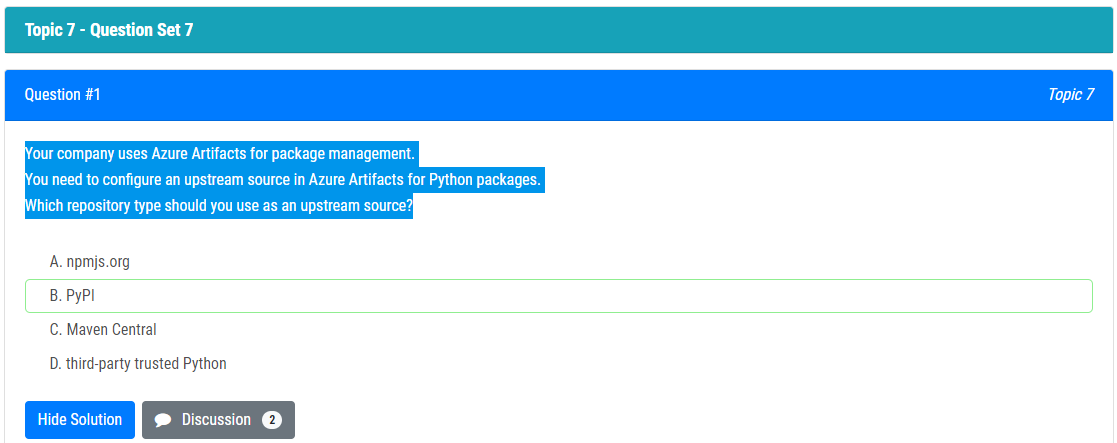 Topic 7 - Question Set 7
Question #1
Topic 7
Your company uses Azure Artifacts for package management.
You need to configure an upstream source in Azure Artifacts for Python packages.
Which repository type should you use as an upstream source?
A. npmjs.org
B. PyPI
C. Maven Central
D. third-party trusted Python
Hide Solution
Discussion 2